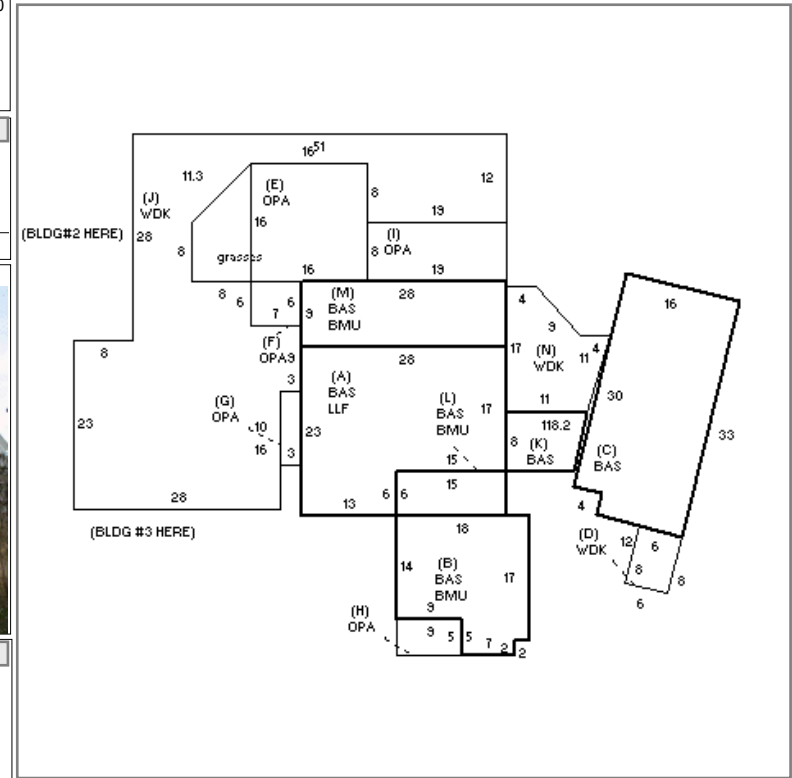 16 51
11.3
(E)
OPA
8
12
(J)
WDK
16
19
(BLDG#2 HERE)
28
(I)
OPA
8
8
grasses
16
19
16
8
6
6
(M)
BAS
BMU
28
4
7
9
9
(F)
OPA
9
17
(N)
WDK
4
11
8
28
3
(A)
BAS
LLF
30
(G)
OPA
(L)
BAS
BMU
17
11
23
10
23
118.2
33
16
3
8
(K)
BAS
(C)
BAS
15
15
28
6
6
13
4
(BLDG #3 HERE)
18
(D)
WDK
12
6
14
(B)
BAS
BMU
17
8
8
9
6
(H)
OPA
9
5
5
7
2
2